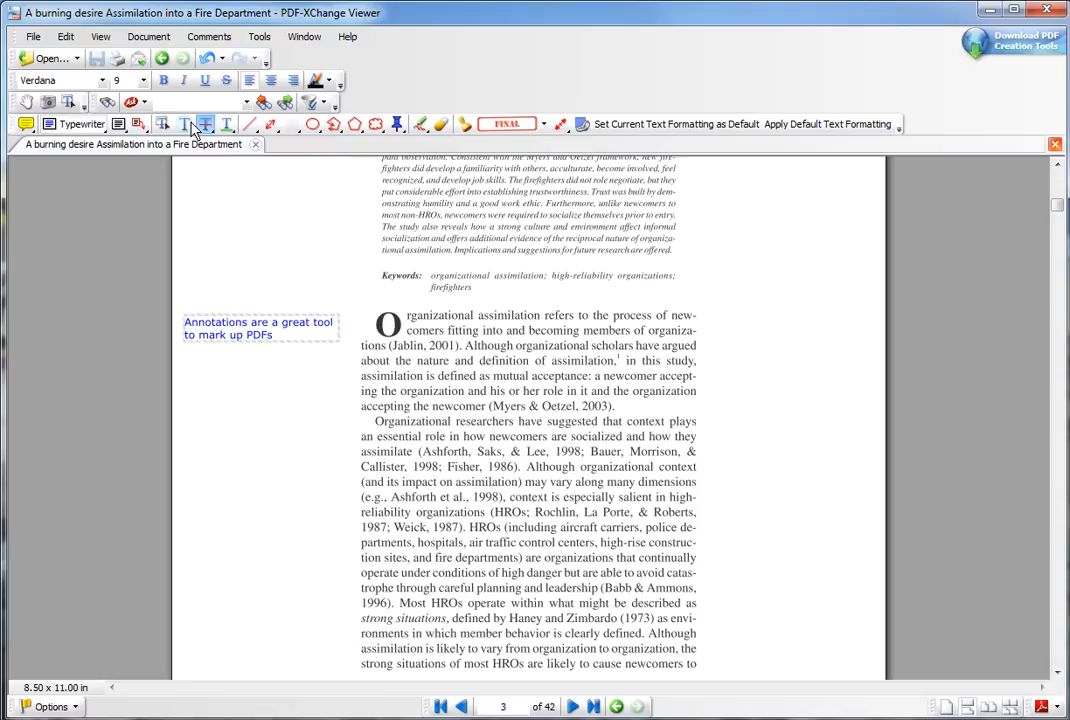 A burning desire Assimilation into a Fire Department - PDF-XChange Viewer
File Edit View Document Comments Tools Window Help
Download PDF
Creation Tools
Open...
Verdana 9 B I U S
Typewriter T T T FINAL Set Current Text Formatting as Default Apply Default Text Formatting
A burning desire Assimilation into a Fire Department
pant observation. Consistent with the Myers and Oetzel framework, new fire-
fighters did develop a familiarity with others, acculturate, become involved, feel
recognized, and develop job skills. The firefighters did not role negotiate, but they
put considerable effort into establishing trustworthiness. Trust was built by dem-
onstrating humility and a good work ethic. Furthermore, unlike newcomers to
most non-HROs, newcomers were required to socialize themselves prior to entry.
The study also reveals how a strong culture and environment affect informal
socialization and offers additional evidence of the reciprocal nature of organiza-
tional assimilation. Implications and suggestions for future research are offered.
Keywords: organizational assimilation; high-reliability organizations;
firefighters
Annotations are a great tool
to mark up PDFs
Organizational assimilation refers to the process of new-
comers fitting into and becoming members of organiza-
tions (Jablin, 2001). Although organizational scholars have argued
about the nature and definition of assimilation,1 in this study,
assimilation is defined as mutual acceptance: a newcomer accept-
ing the organization and his or her role in it and the organization
accepting the newcomer (Myers & Oetzel, 2003).
Organizational researchers have suggested that context plays
an essential role in how newcomers are socialized and how they
assimilate (Ashforth, Saks, & Lee, 1998; Bauer, Morrison, &
Callister, 1998; Fisher, 1986). Although organizational context
(and its impact on assimilation) may vary along many dimensions
(e.g., Ashforth et al., 1998), context is especially salient in high-
reliability organizations (HROs; Rochlin, La Porte, & Roberts,
1987; Weick, 1987). HROs (including aircraft carriers, police de-
partments, hospitals, air traffic control centers, high-rise construc-
tion sites, and fire departments) are organizations that continually
operate under conditions of high danger but are able to avoid catas-
trophe through careful planning and leadership (Babb & Ammons,
1996). Most HROs operate within what might be described as
strong situations, defined by Haney and Zimbardo (1973) as envi-
ronments in which member behavior is clearly defined. Although
assimilation is likely to vary from organization to organization, the
strong situations of most HROs are likely to cause newcomers to
8.50 x 11.00 in
Options 3 of 42